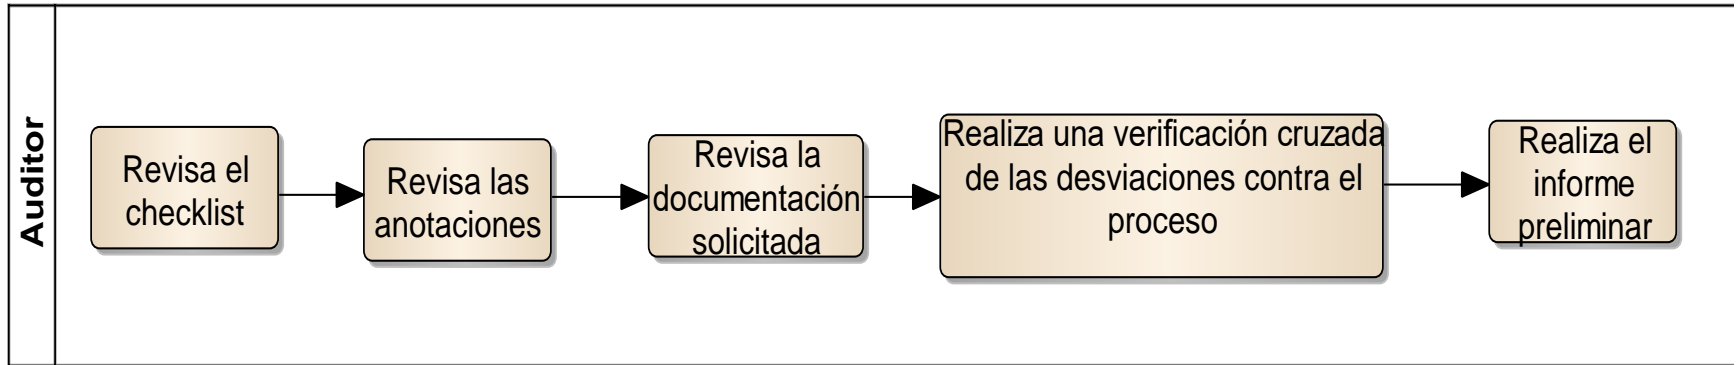 Auditor
Revisa el
checklist
Revisa las
anotaciones
Revisa la
documentación
solicitada
Realiza una verificación cruzada
de las desviaciones contra el
proceso
Realiza el
informe
preliminar